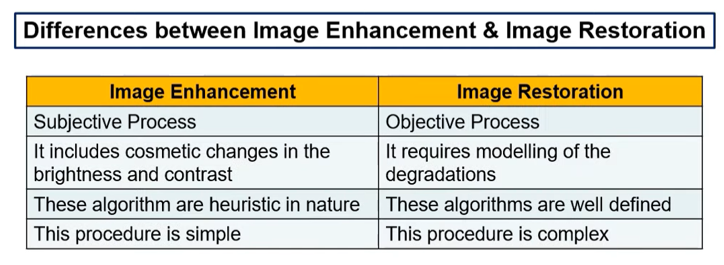 Differences between Image Enhancement & Image Restoration
Image Enhancement
Image Restoration
Subjective Process
Objective Process
It includes cosmetic changes in the
brightness and contrast
It requires modelling of the
degradations
These algorithm are heuristic in nature
These algorithms are well defined
This procedure is simple
This procedure is complex